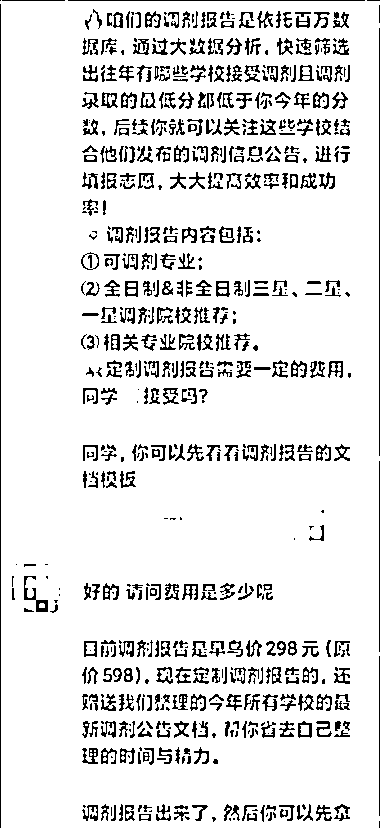 咱们的调剂报告是依托百万数
据库，通过大数据分析，快速筛选
出往年有哪些学校接受调剂且调剂
录取的最低分都低于你今年的分
数，后续你就可以关注这些学校结
合他们发布的调剂信息公告，进行
填报志愿，大大提高效率和成功
率！
调剂报告内容包括：
①可调剂专业；
②全日制&非全日制三星、二星、
一星调剂院校推荐；
③相关专业院校推荐。
定制调剂报告需要一定的费用，
同学 接受吗？
同学，你可以先看看调剂报告的文
档模板
好的 请问费用是多少呢
目前调剂报告是早鸟价298元（原
价598），现在定制调剂报告的，还
赠送我们整理的今年所有学校的最
新调剂公告文档，帮你省去自己整
理的时间与精力。
调剂报告出来了，然后你可以先